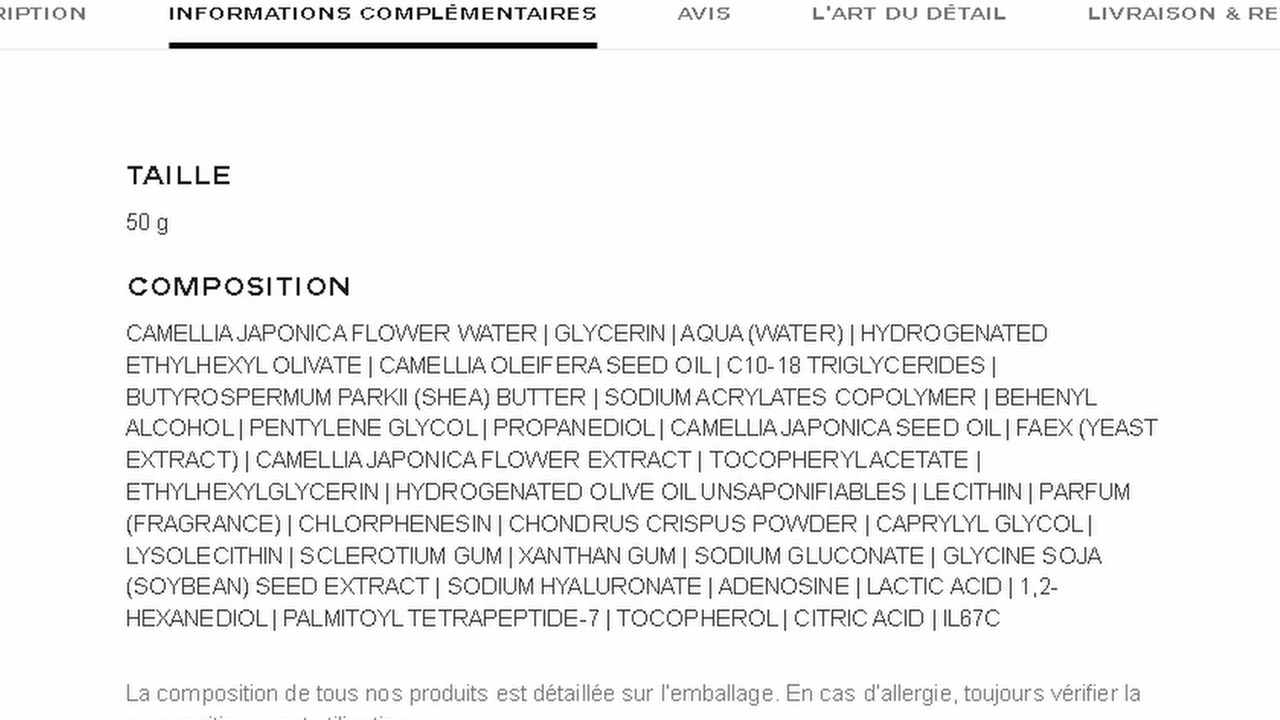 RIPTION INFORMATIONS COMPLÉMENTAIRES AVIS L'ART DU DÉTAIL LIVRAISON & RE
TAILLE
50 g
COMPOSITION
CAMELLIA JAPONICA FLOWER WATER | GLYCERIN | AQUA (WATER) | HYDROGENATED
ETHYLHEXYL OLIVATE | CAMELLIA OLEIFERA SEED OIL | C10-18 TRIGLYCERIDES |
BUTYROSPERMUM PARKII (SHEA) BUTTER | SODIUM ACRYLATES COPOLYMER | BEHENYL
ALCOHOL | PENTYLENE GLYCOL | PROPANEDIOL | CAMELLIA JAPONICA SEED OIL | FAEX (YEAST
EXTRACT) | CAMELLIA JAPONICA FLOWER EXTRACT | TOCOPHERYL ACETATE |
ETHYLHEXYLGLYCERIN | HYDROGENATED OLIVE OIL UNSAPONIFIABLES | LECITHIN | PARFUM
(FRAGRANCE) | CHLORPHENESIN | CHONDRUS CRISPUS POWDER | CAPRYLYL GLYCOL |
LYSOLECITHIN | SCLEROTIUM GUM | XANTHAN GUM | SODIUM GLUCONATE | GLYCINE SOJA
(SOYBEAN) SEED EXTRACT | SODIUM HYALURONATE | ADENOSINE | LACTIC ACID | 1,2-
HEXANEDIOL | PALMITOYL TETRAPEPTIDE-7 | TOCOPHEROL | CITRIC ACID | IL67C
La composition de tous nos produits est détaillée sur l'emballage. En cas d'allergie, toujours vérifier la